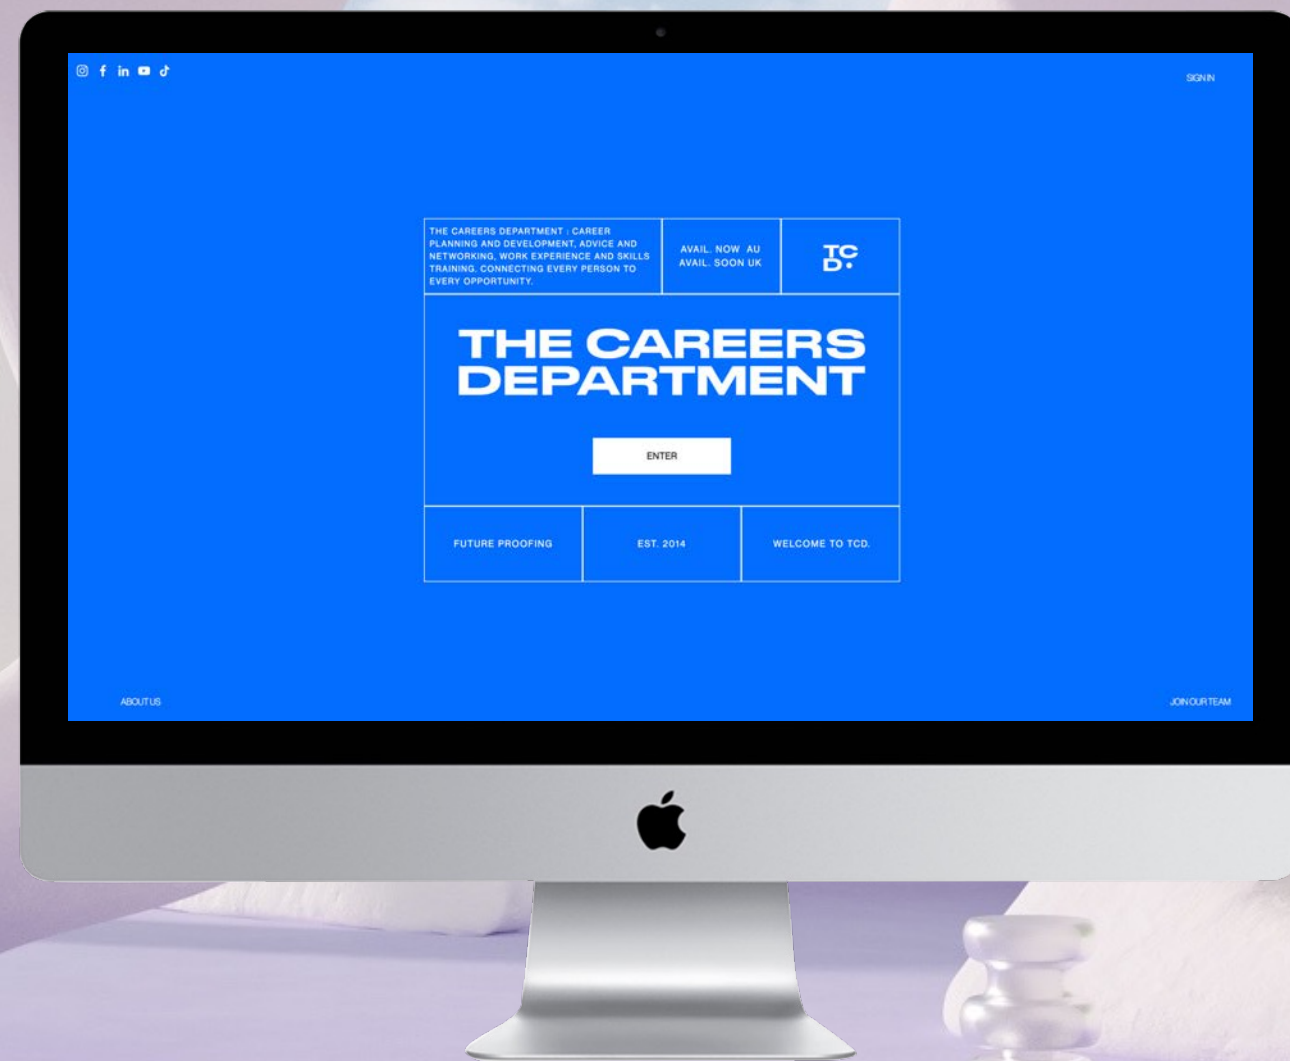 SIGN IN
THE CAREERS DEPARTMENT : CAREER
PLANNING AND DEVELOPMENT, ADVICE AND
NETWORKING, WORK EXPERIENCE AND SKILLS
TRAINING. CONNECTING EVERY PERSON TO
EVERY OPPORTUNITY.
AVAIL. NOW AU
AVAIL. SOON UK
TC
D.
THE CAREERS
DEPARTMENT
ENTER
FUTURE PROOFING
EST. 2014
WELCOME TO TCD.
ABOUT US
JOIN OUR TEAM